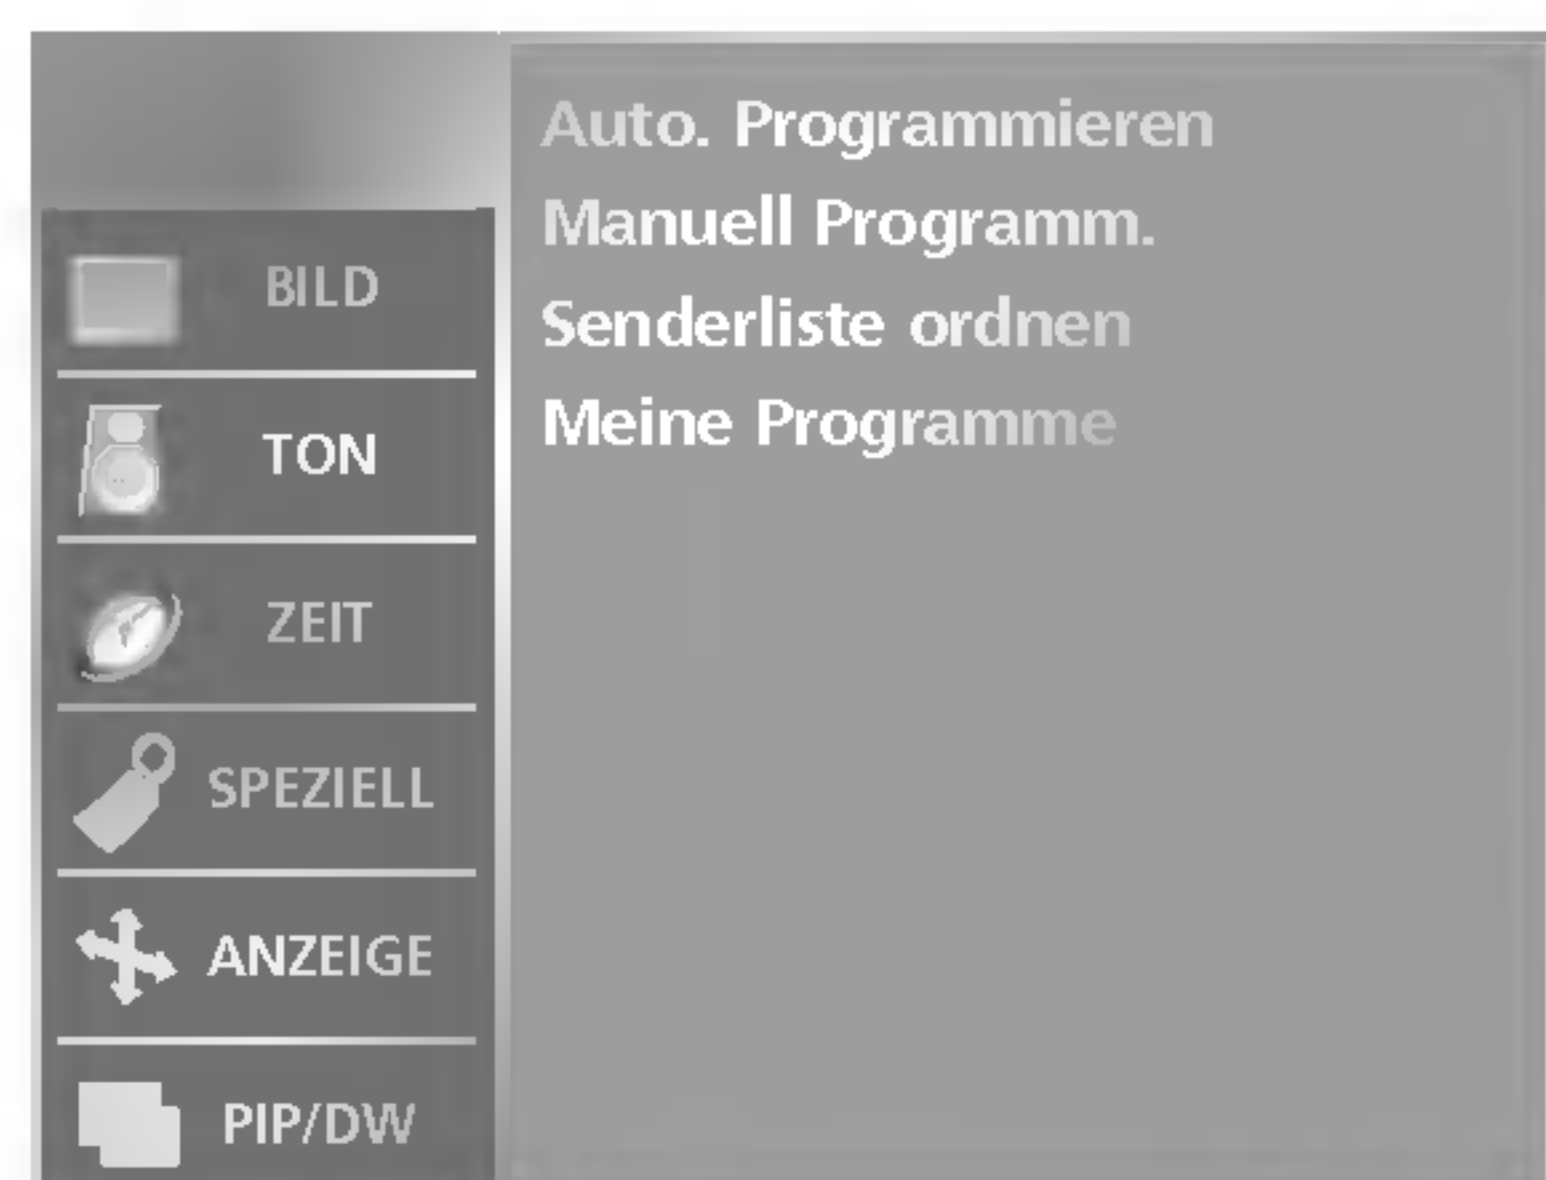 BILD
TON
ZEIT
SPEZIELL
ANZEIGE
PIP/DW
Auto. Programmieren
Manuell Programm.
Senderliste ordnen
Meine Programme